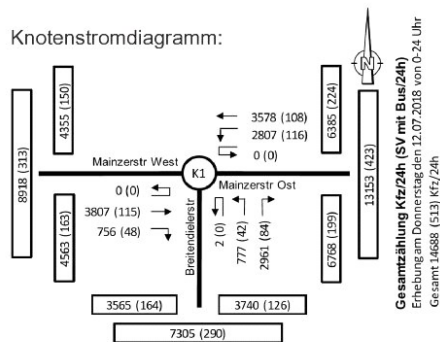 Knotenstromdiagramm:
N
8918 (313)
4355 (150)
3578 (108)
2807 (116)
0 (0)
6385 (224)
13153 (423)
Mainzerstr West
K1
Mainzerstr Ost
0 (0)
3807 (115)
756 (48)
4563 (163)
Breitendielerstr
2 (0)
777 (42)
2961 (84)
6768 (199)
3565 (164)
3740 (126)
7305 (290)
Gesamtzählung Kfz/24h (SV mit Bus/24h)
Erhebung am Donnerstag den 12.07.2018 von 0-24 Uhr
Gesamt 14688 (513) Kfz/24h